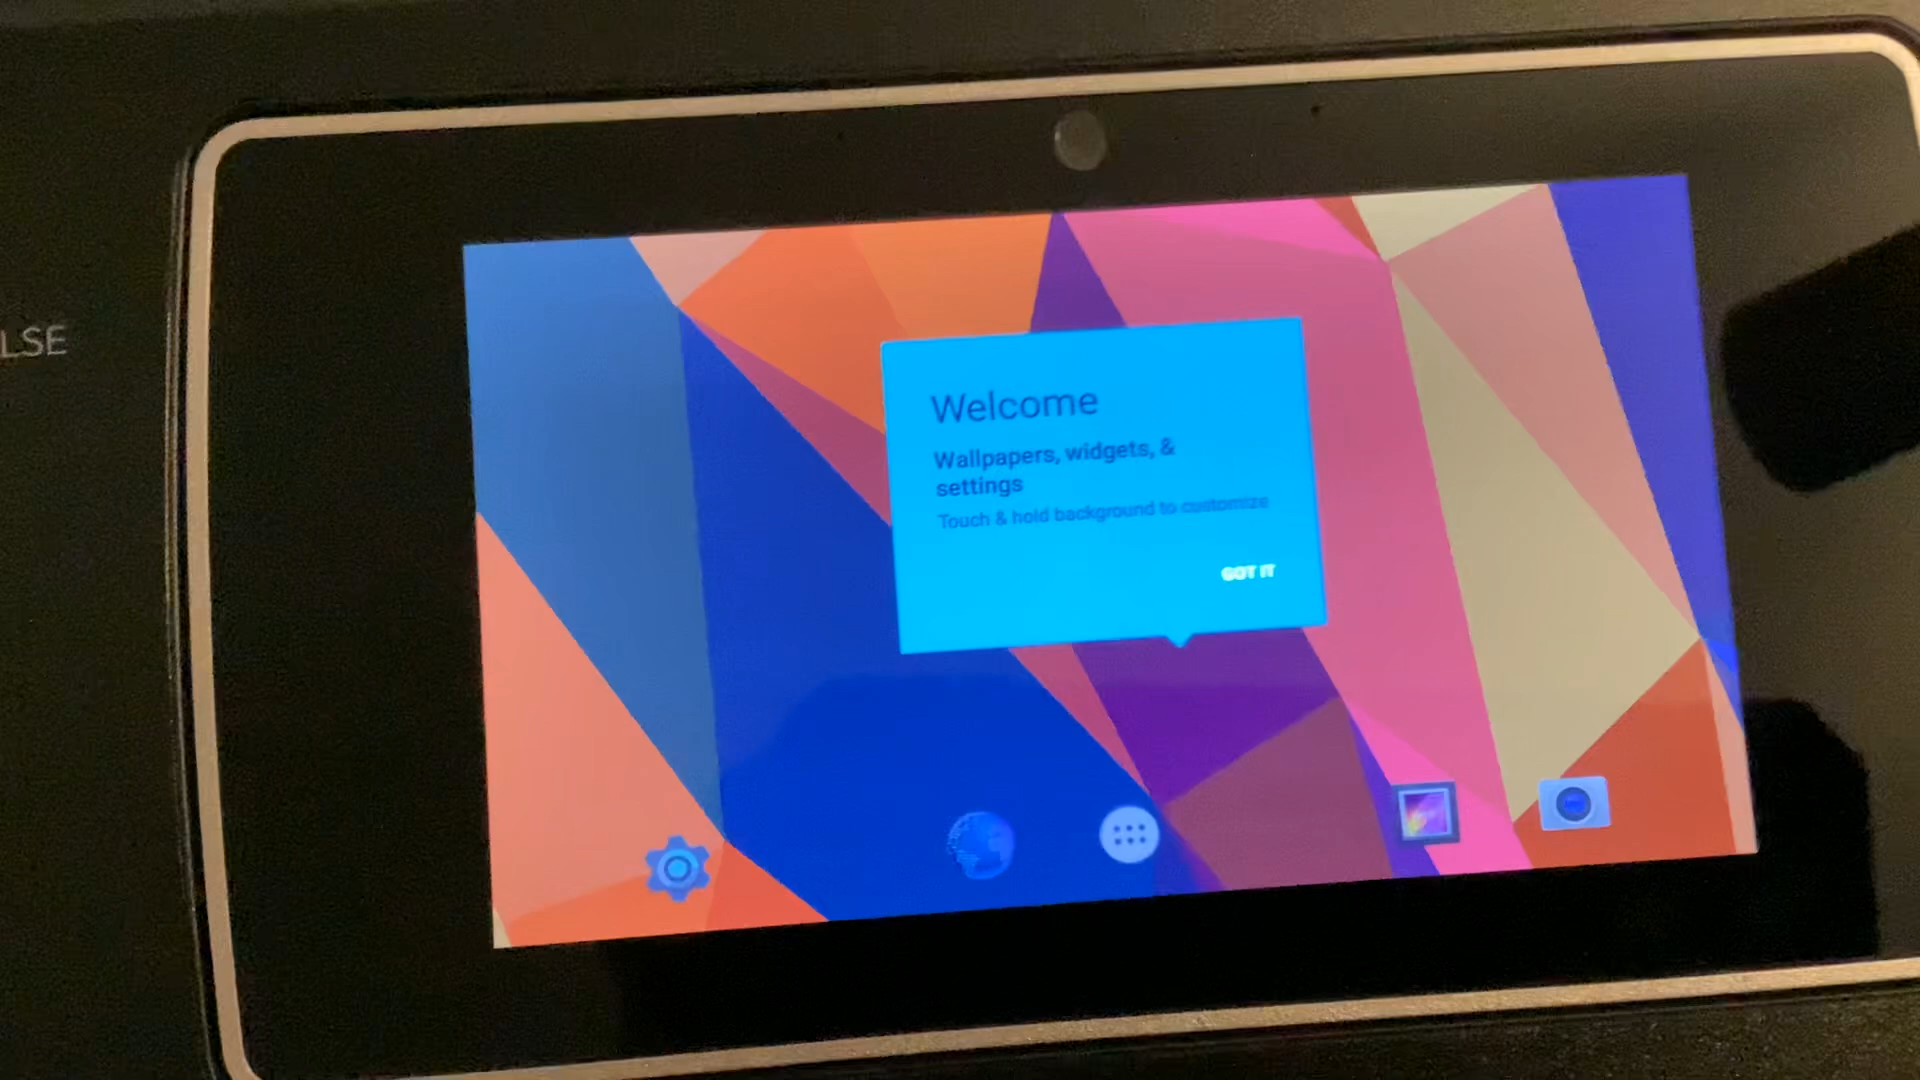 LSE
Welcome
Wallpapers, widgets, &
settings
Touch & hold background to customize
GOT IT